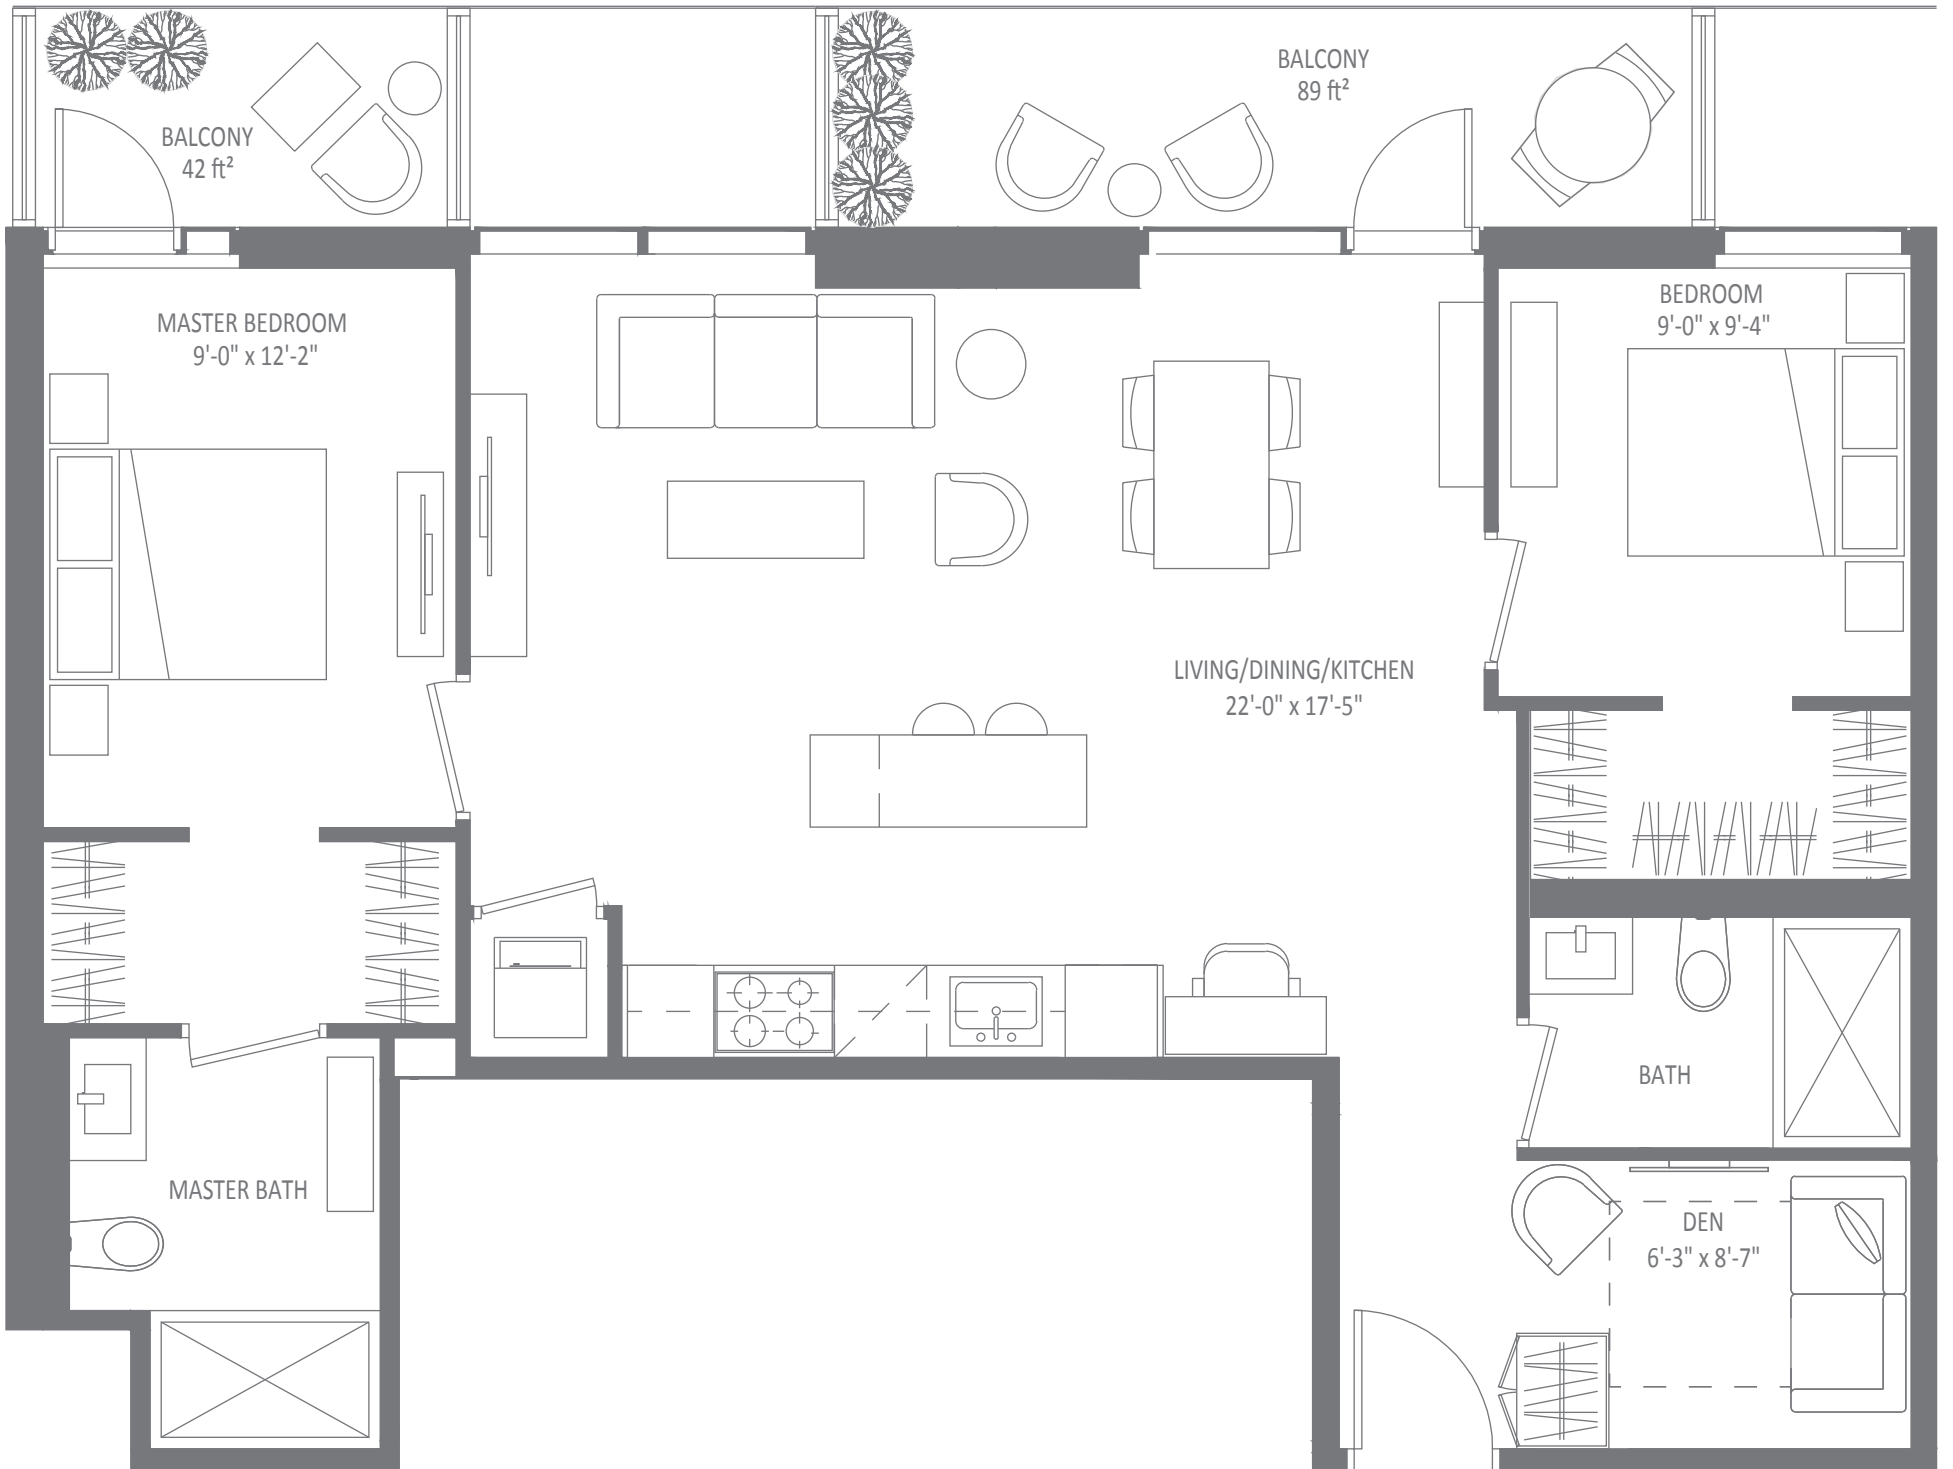 BALCONY
42 ft²
BALCONY
89 ft²
MASTER BEDROOM
9'-0" x 12'-2"
BEDROOM
9'-0" x 9'-4"
LIVING/DINING/KITCHEN
22'-0" x 17'-5"
BATH
MASTER BATH
DEN
6'-3" x 8'-7"